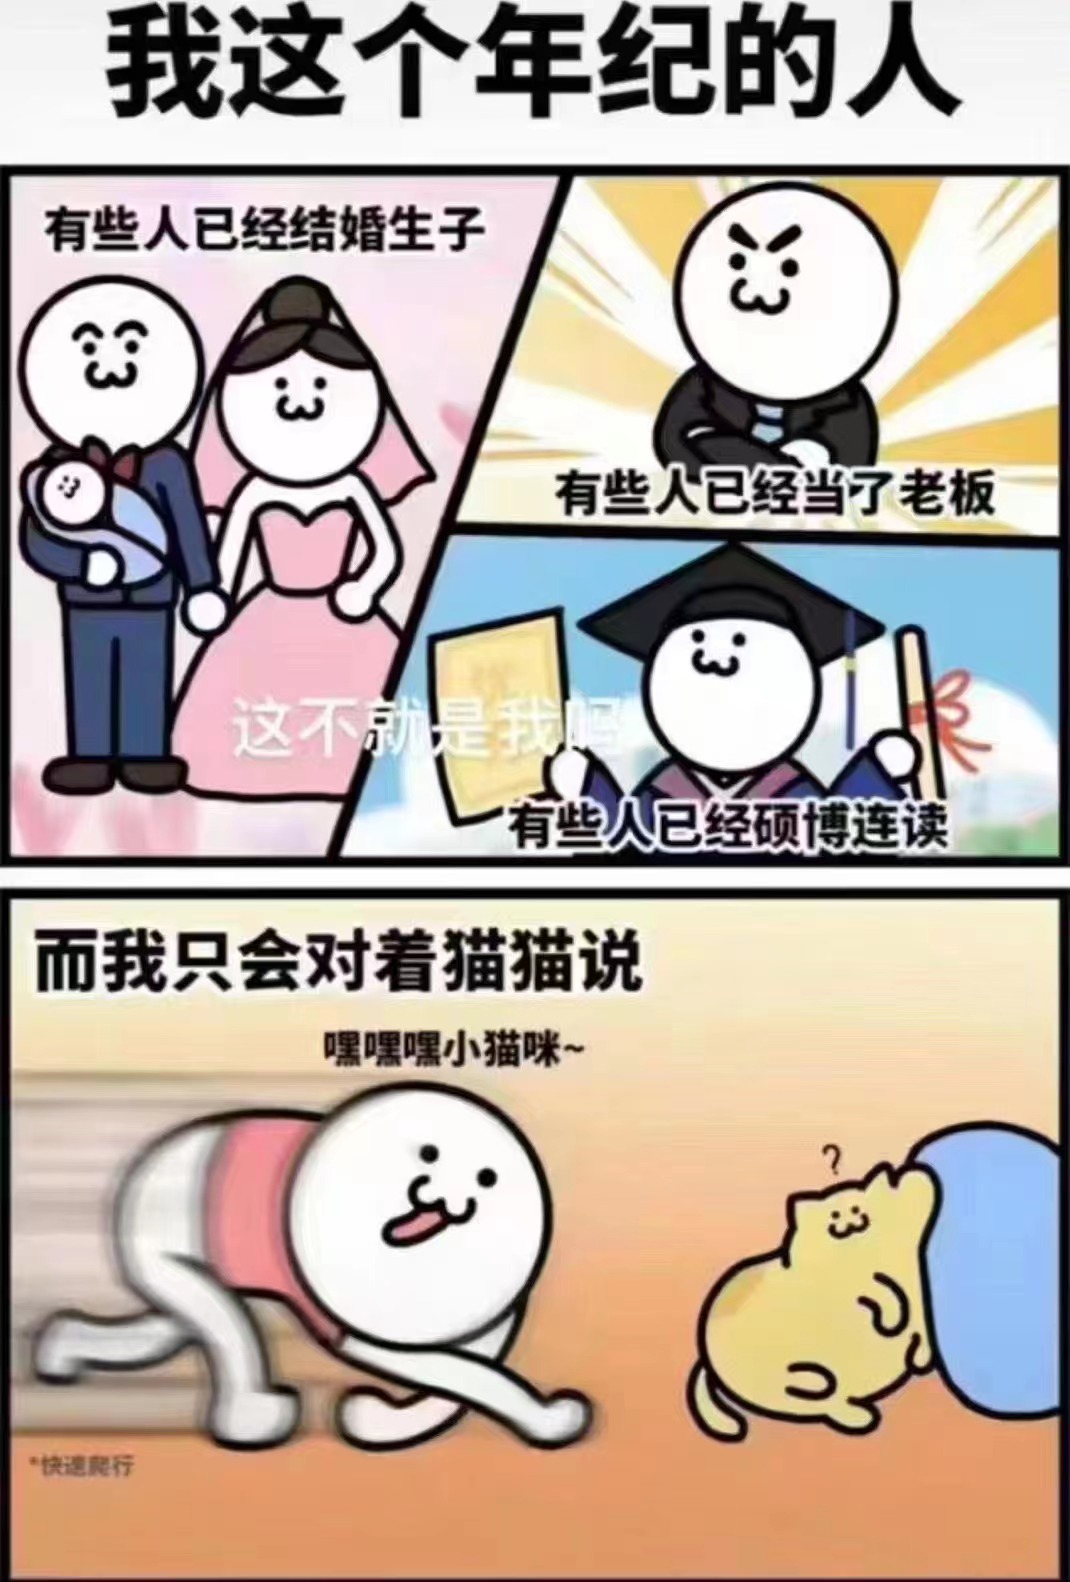 我这个年纪的人
有些人已经结婚生子
有些人已经当了老板
这不就是我吗
有些人已经硕博连读
而我只会对着猫猫说
嘿嘿嘿小猫咪~
?
*快速爬行